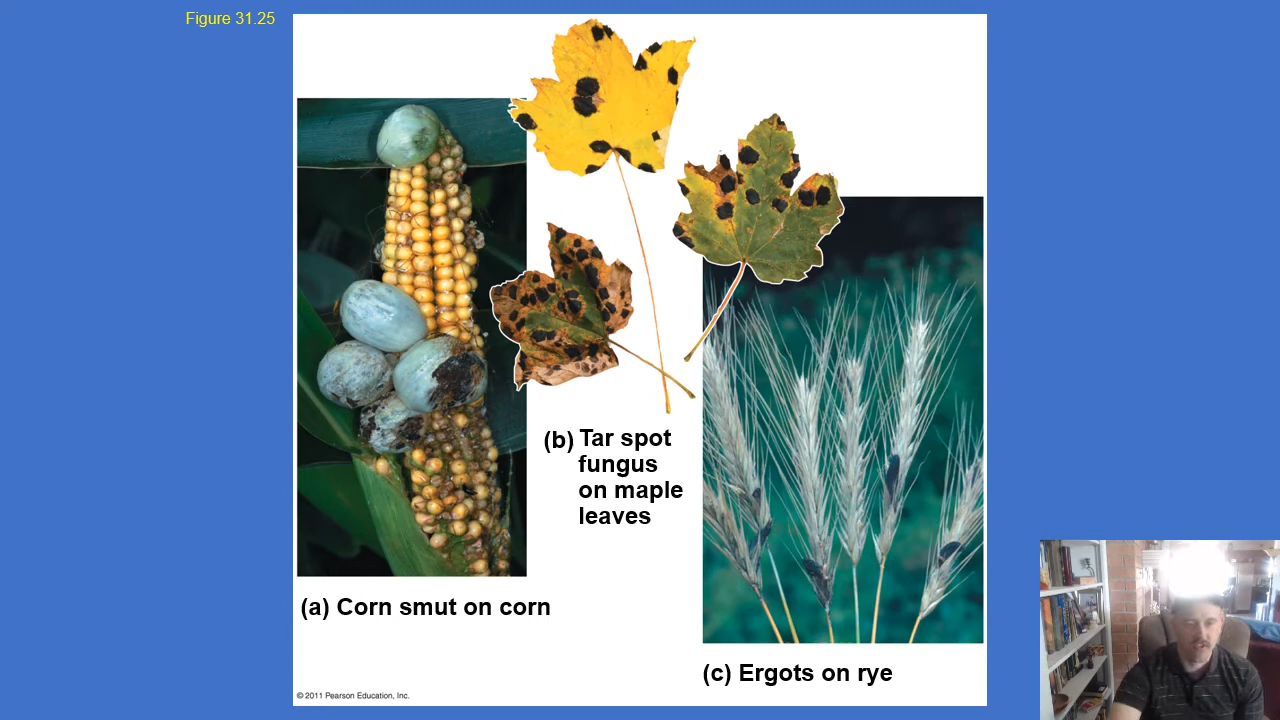 Figure 31.25
(b) Tar spot
fungus
on maple
leaves
(a) Corn smut on corn
(c) Ergots on rye
© 2011 Pearson Education, Inc.